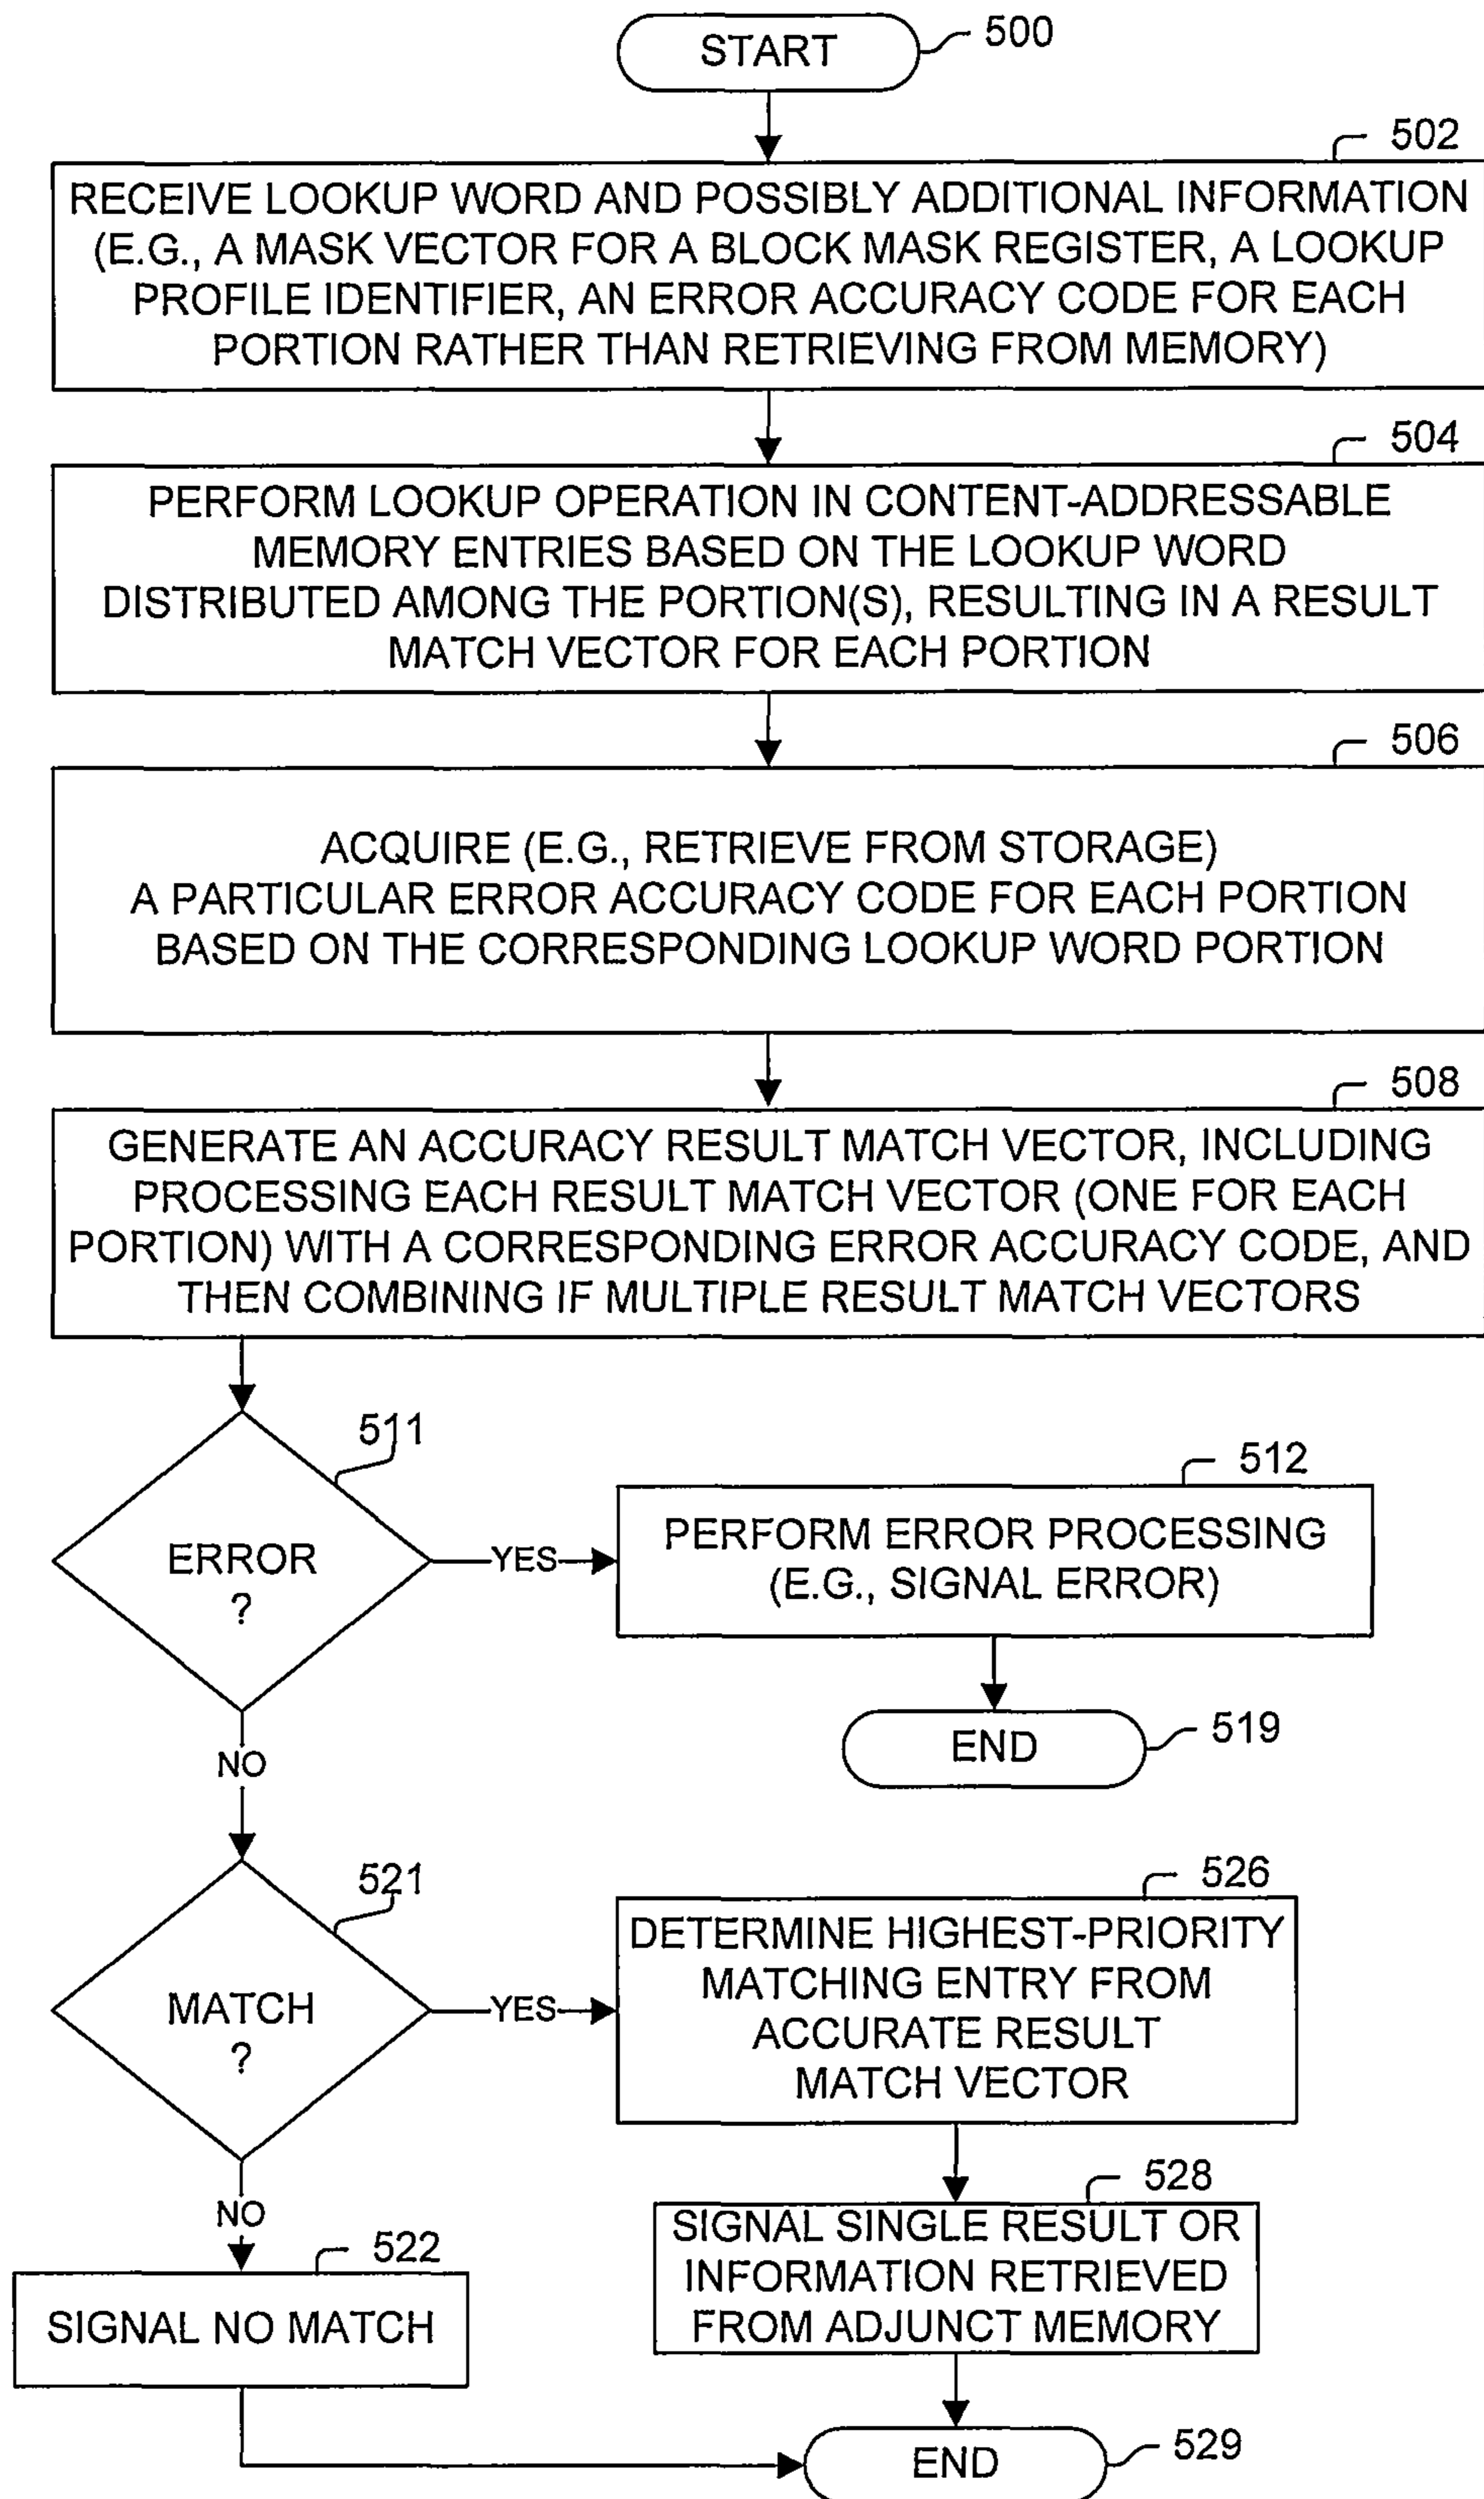 START
500
502
RECEIVE LOOKUP WORD AND POSSIBLY ADDITIONAL INFORMATION
(E.G., A MASK VECTOR FOR A BLOCK MASK REGISTER, A LOOKUP
PROFILE IDENTIFIER, AN ERROR ACCURACY CODE FOR EACH
PORTION RATHER THAN RETRIEVING FROM MEMORY)
504
PERFORM LOOKUP OPERATION IN CONTENT-ADDRESSABLE
MEMORY ENTRIES BASED ON THE LOOKUP WORD
DISTRIBUTED AMONG THE PORTION(S), RESULTING IN A RESULT
MATCH VECTOR FOR EACH PORTION
506
ACQUIRE (E.G., RETRIEVE FROM STORAGE)
A PARTICULAR ERROR ACCURACY CODE FOR EACH PORTION
BASED ON THE CORRESPONDING LOOKUP WORD PORTION
508
GENERATE AN ACCURACY RESULT MATCH VECTOR, INCLUDING
PROCESSING EACH RESULT MATCH VECTOR (ONE FOR EACH
PORTION) WITH A CORRESPONDING ERROR ACCURACY CODE, AND
THEN COMBINING IF MULTIPLE RESULT MATCH VECTORS
511
ERROR
?
YES
512
PERFORM ERROR PROCESSING
(E.G., SIGNAL ERROR)
END
519
NO
521
MATCH
?
YES
526
DETERMINE HIGHEST-PRIORITY
MATCHING ENTRY FROM
ACCURATE RESULT
MATCH VECTOR
528
SIGNAL SINGLE RESULT OR
INFORMATION RETRIEVED
FROM ADJUNCT MEMORY
NO
522
SIGNAL NO MATCH
END
529